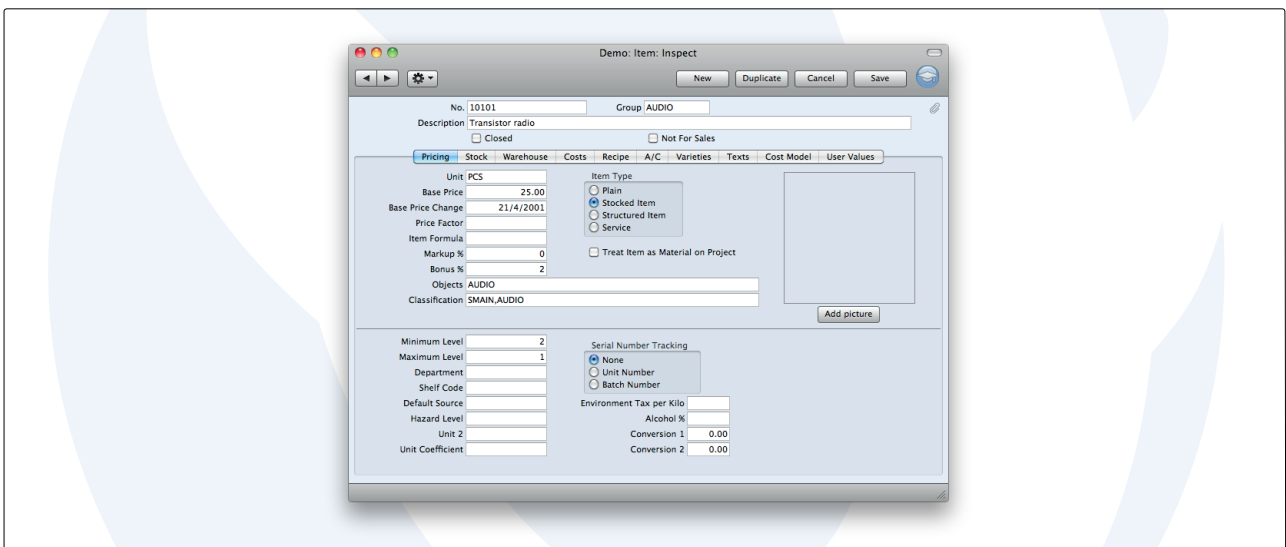 Demo: Item: Inspect
New Duplicate Cancel Save
No. 10101 Group AUDIO
Description Transistor radio
Closed Not For Sales
Pricing Stock Warehouse Costs Recipe A/C Varieties Texts Cost Model User Values
Unit PCS Item Type
Base Price 25.00 Plain
Base Price Change 21/4/2001 Stocked Item
Price Factor Structured Item
Item Formula Service
Markup % 0 Treat Item as Material on Project
Bonus % 2
Objects AUDIO
Classification SMAIN,AUDIO
Add picture
Minimum Level 2 Serial Number Tracking
Maximum Level 1 None
Department Unit Number
Shelf Code Batch Number
Default Source Environment Tax per Kilo
Hazard Level Alcohol %
Unit 2 Conversion 1 0.00
Unit Coefficient Conversion 2 0.00